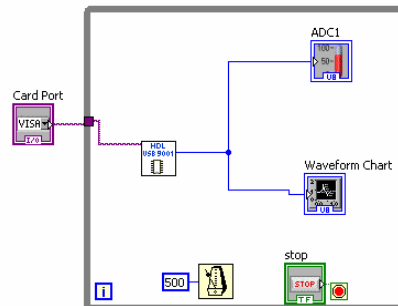 ADC1
100
50
U8
Card Port
VISA
I/O
HDL
USB 9001
Waveform Chart
U8
stop
500
STOP
TF
i